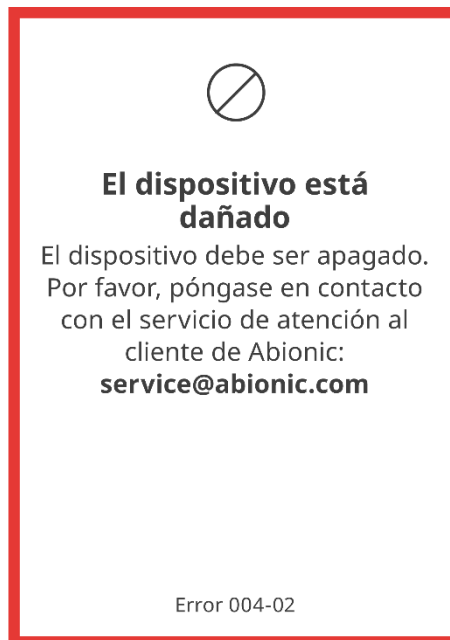 El dispositivo está
dañado
El dispositivo debe ser apagado.
Por favor, póngase en contacto
con el servicio de atención al
cliente de Abionic:
service@abionic.com
Error 004-02